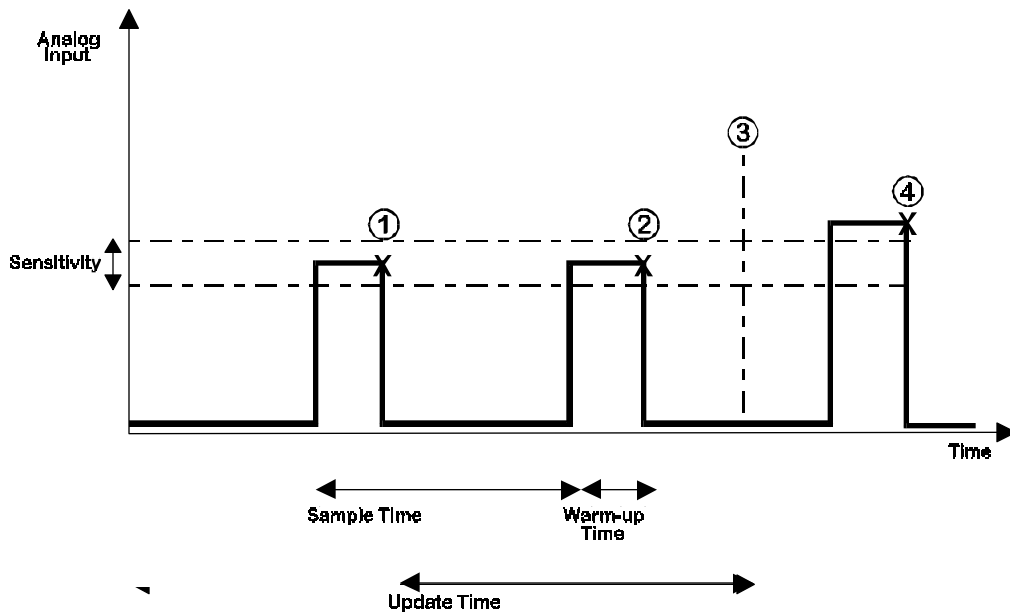 Analog
Input
③
④
①
②
Sensitivity
X
X
X
Time
Sample Time
Warm-up
Time
Update Time